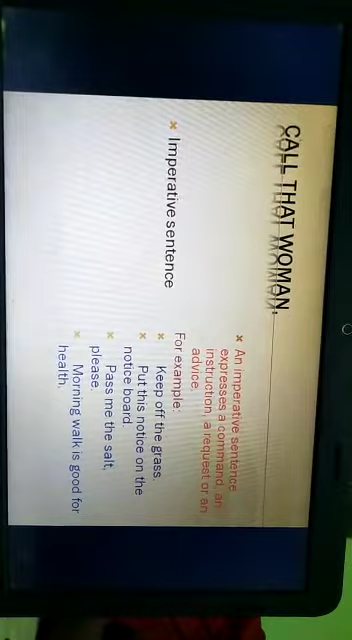 CALL THAT WOMAN.
Imperative sentence
An imperative sentence
expresses a command, an
instruction, a request or an
advice.
For example:
Keep off the grass.
Put this notice on the
notice board.
Pass me the salt,
please.
Morning walk is good for
health.